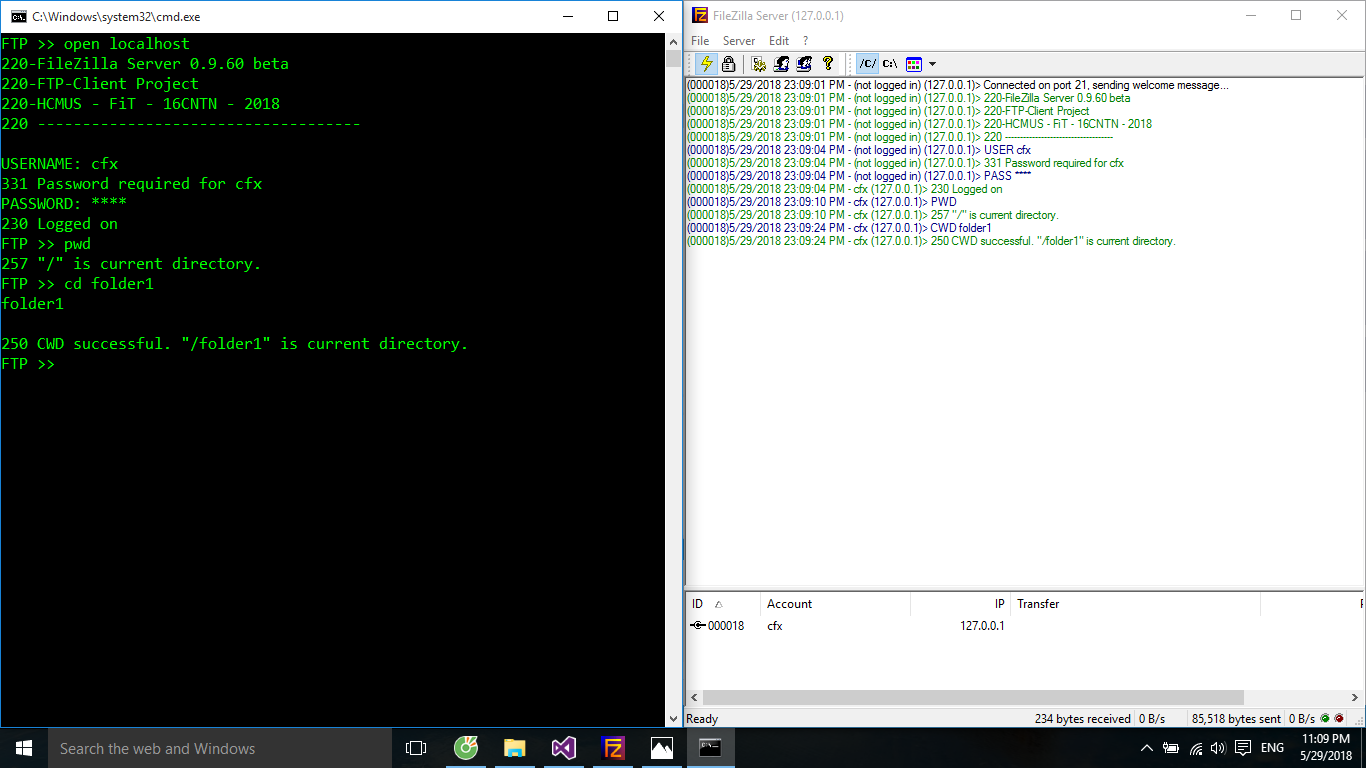 C:\Windows\system32\cmd.exe
FTP >> open localhost
220-FileZilla Server 0.9.60 beta
220-FTP-Client Project
220-HCMUS - FiT - 16CNTN - 2018
220 ------------------------------------
USERNAME: cfx
331 Password required for cfx
PASSWORD: ****
230 Logged on
FTP >> pwd
257 "/" is current directory.
FTP >> cd folder1
folder1
250 CWD successful. "/folder1" is current directory.
FTP >>
FileZilla Server (127.0.0.1)
File Server Edit ?
/C/ C:\
(000018)5/29/2018 23:09:01 PM - (not logged in) (127.0.0.1)> Connected on port 21, sending welcome message...
(000018)5/29/2018 23:09:01 PM - (not logged in) (127.0.0.1)> 220-FileZilla Server 0.9.60 beta
(000018)5/29/2018 23:09:01 PM - (not logged in) (127.0.0.1)> 220-FTP-Client Project
(000018)5/29/2018 23:09:01 PM - (not logged in) (127.0.0.1)> 220-HCMUS - FiT - 16CNTN - 2018
(000018)5/29/2018 23:09:01 PM - (not logged in) (127.0.0.1)> 220 ------------------------------------
(000018)5/29/2018 23:09:04 PM - (not logged in) (127.0.0.1)> USER cfx
(000018)5/29/2018 23:09:04 PM - (not logged in) (127.0.0.1)> 331 Password required for cfx
(000018)5/29/2018 23:09:04 PM - (not logged in) (127.0.0.1)> PASS ****
(000018)5/29/2018 23:09:04 PM - cfx (127.0.0.1)> 230 Logged on
(000018)5/29/2018 23:09:10 PM - cfx (127.0.0.1)> PWD
(000018)5/29/2018 23:09:10 PM - cfx (127.0.0.1)> 257 "/" is current directory.
(000018)5/29/2018 23:09:24 PM - cfx (127.0.0.1)> CWD folder1
(000018)5/29/2018 23:09:24 PM - cfx (127.0.0.1)> 250 CWD successful. "/folder1" is current directory.
ID Account IP Transfer
000018 cfx 127.0.0.1
Ready 234 bytes received 0 B/s 85,518 bytes sent 0 B/s
Search the web and Windows
ENG
11:09 PM
5/29/2018